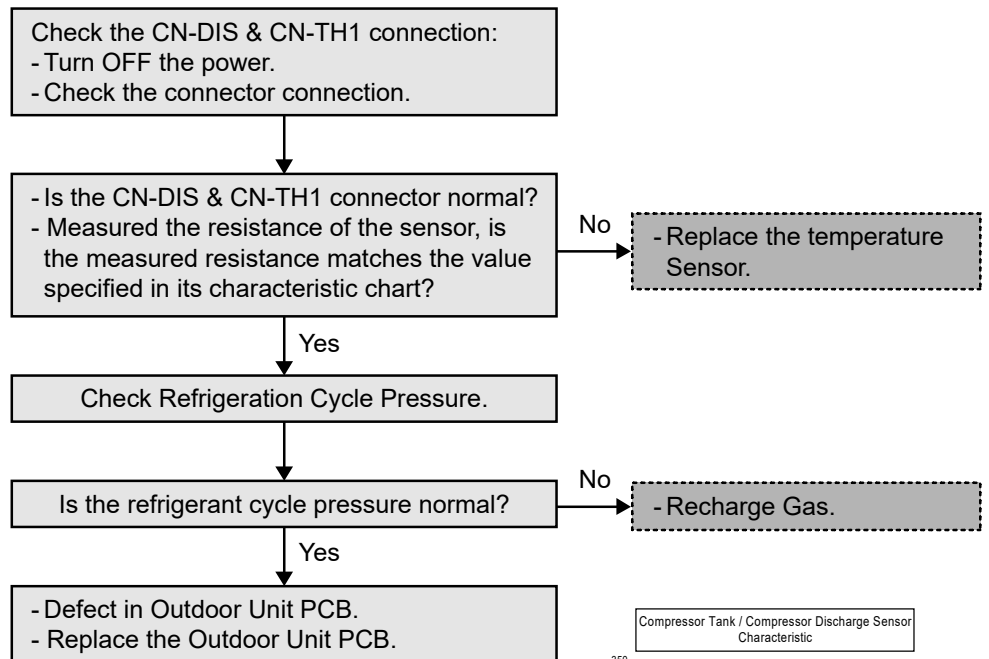 Check the CN-DIS & CN-TH1 connection:
- Turn OFF the power.
- Check the connector connection.
- Is the CN-DIS & CN-TH1 connector normal?
- Measured the resistance of the sensor, is
the measured resistance matches the value
specified in its characteristic chart?
No
- Replace the temperature
Sensor.
Yes
Check Refrigeration Cycle Pressure.
Is the refrigerant cycle pressure normal?
No
- Recharge Gas.
Yes
- Defect in Outdoor Unit PCB.
- Replace the Outdoor Unit PCB.
Compressor Tank / Compressor Discharge Sensor
Characteristic